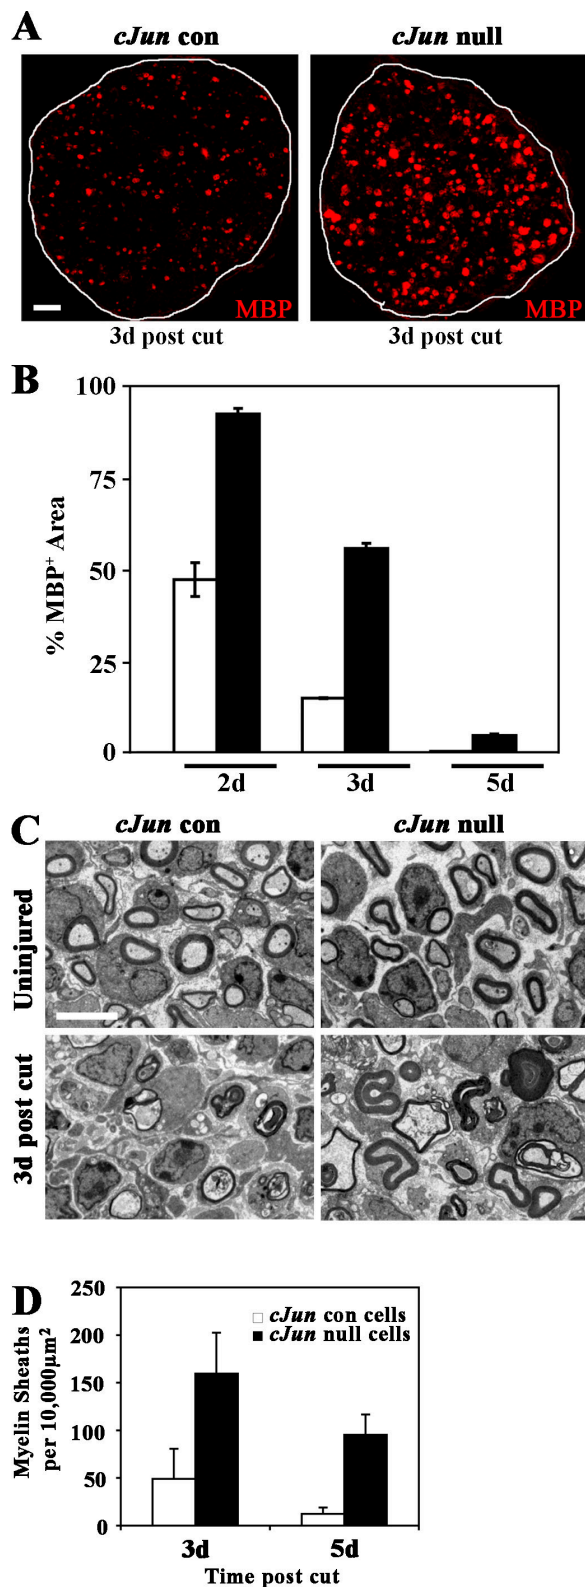 A
cJun con
cJun null
MBP
MBP
3d post cut
3d post cut
B
100
75
50
25
0
% MBP+ Area
2d
3d
5d
C
cJun con
cJun null
Uninjured
3d post cut
D
250
200
150
100
50
0
Myelin Sheaths
per 10,000μm²
cJun con cells
cJun null cells
3d
5d
Time post cut